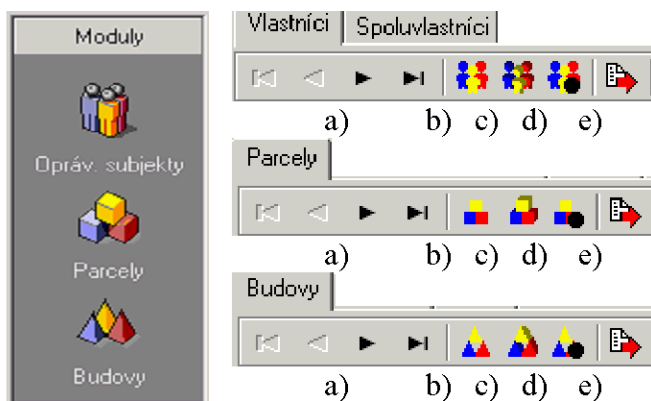 Moduly
Opráv. subjekty
Parcely
Budovy
Vlastníci Spoluvlastníci
a) b) c) d) e)
Parcely
a) b) c) d) e)
Budovy
a) b) c) d) e)